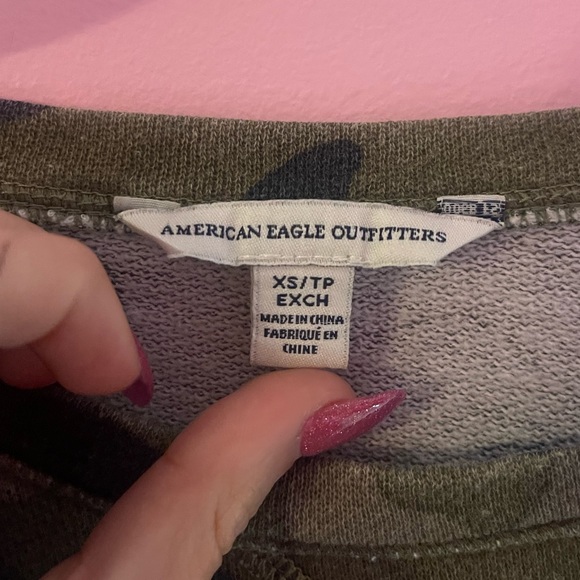 AMERICAN EAGLE OUTFITTERS
XS/TP
EXCH
MADE IN CHINA
FABRIQUÉ EN
CHINE